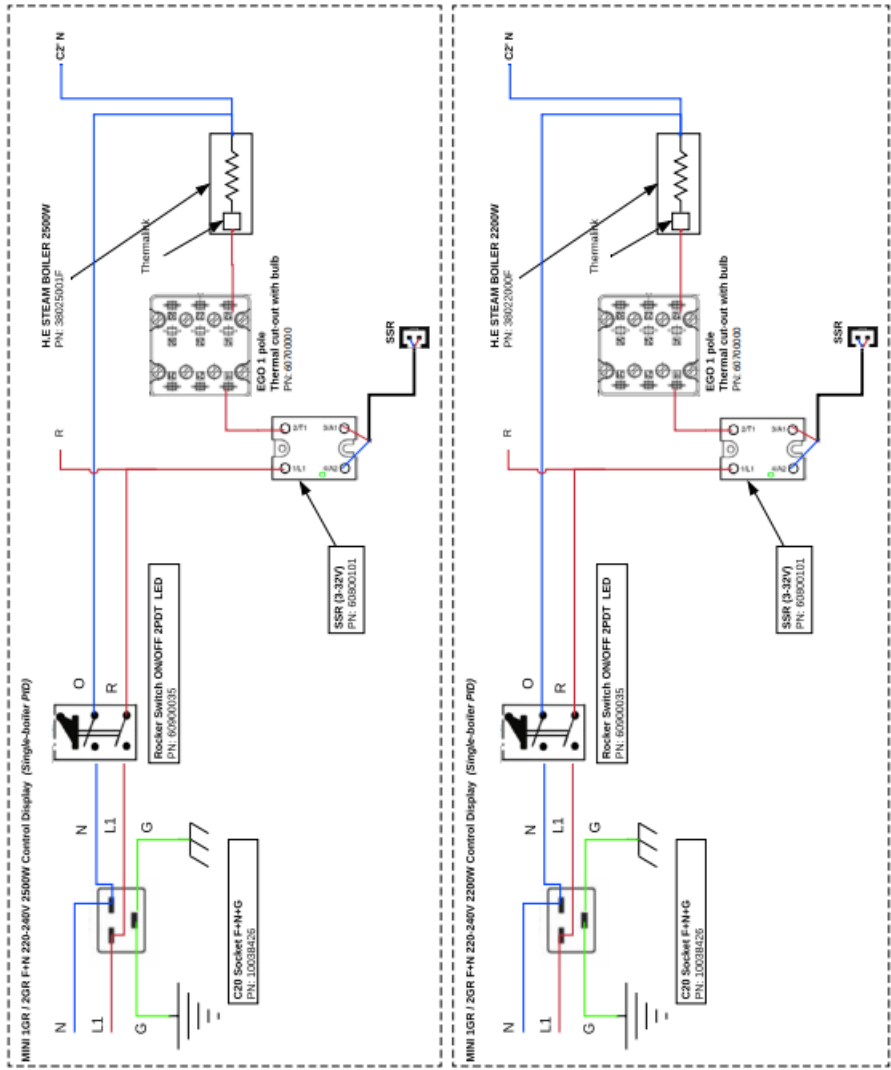 MINI 1GR / 2GR F+N 220-240V 2500W Control Display (Single-boiler PID)
N
L1
G
N
L1
G
C20 Socket F+N+G
PN: 10038426
O
R
Rocker Switch ON/OFF 2PDT LED
PN: 60900035
R
SSR (3-32V)
PN: 60800101
2/T1
3/A1
1/L1
4/A2
SSR
EGO 1 pole
Thermal cut-out with bulb
PN: 60700000
H.E STEAM BOILER 2500W
PN: 38025001F
Thermalink
C2' N
MINI 1GR / 2GR F+N 220-240V 2200W Control Display (Single-boiler PID)
N
L1
G
N
L1
G
C20 Socket F+N+G
PN: 10038426
O
R
Rocker Switch ON/OFF 2PDT LED
PN: 60900035
R
SSR (3-32V)
PN: 60800101
2/T1
3/A1
1/L1
4/A2
SSR
EGO 1 pole
Thermal cut-out with bulb
PN: 60700000
H.E STEAM BOILER 2200W
PN: 38022000F
Thermalink
C2' N